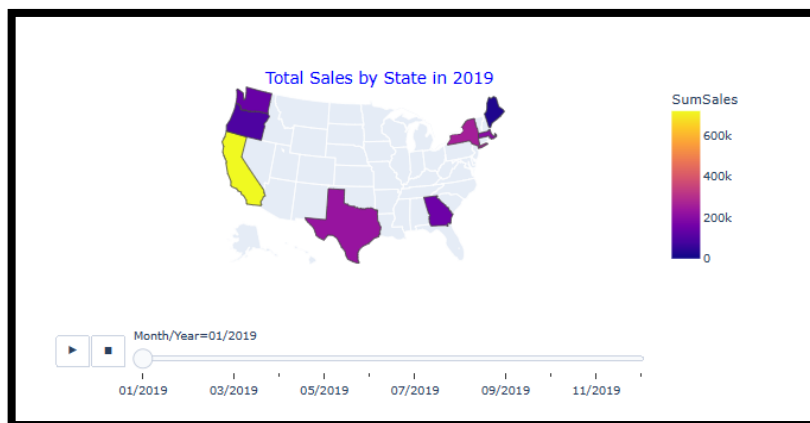 Total Sales by State in 2019
SumSales
600k
400k
200k
0
Month/Year=01/2019
01/2019 03/2019 05/2019 07/2019 09/2019 11/2019